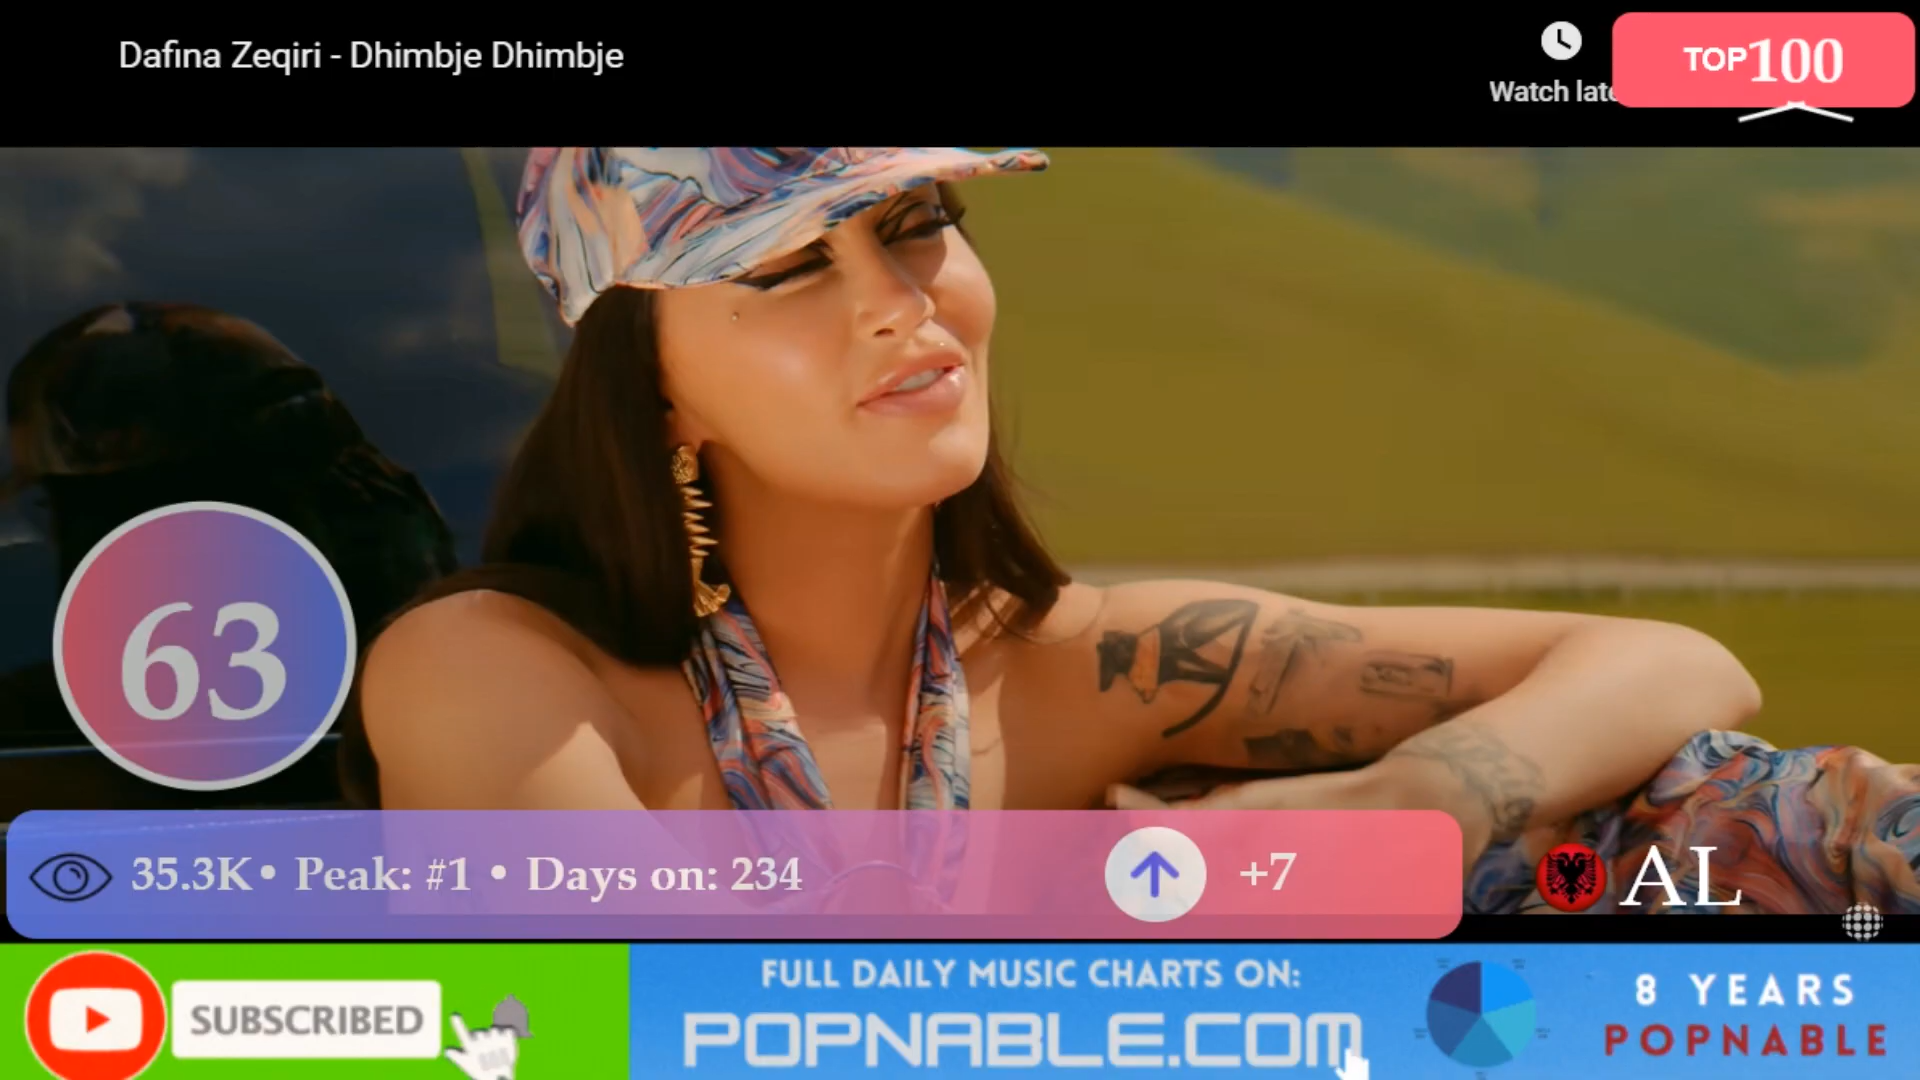 Dafina Zeqiri - Dhimbje Dhimbje
Watch late
TOP100
63
35.3K • Peak: #1 • Days on: 234
+7
AL
SUBSCRIBED
FULL DAILY MUSIC CHARTS ON:
POPNABLE.COM
8 YEARS
POPNABLE